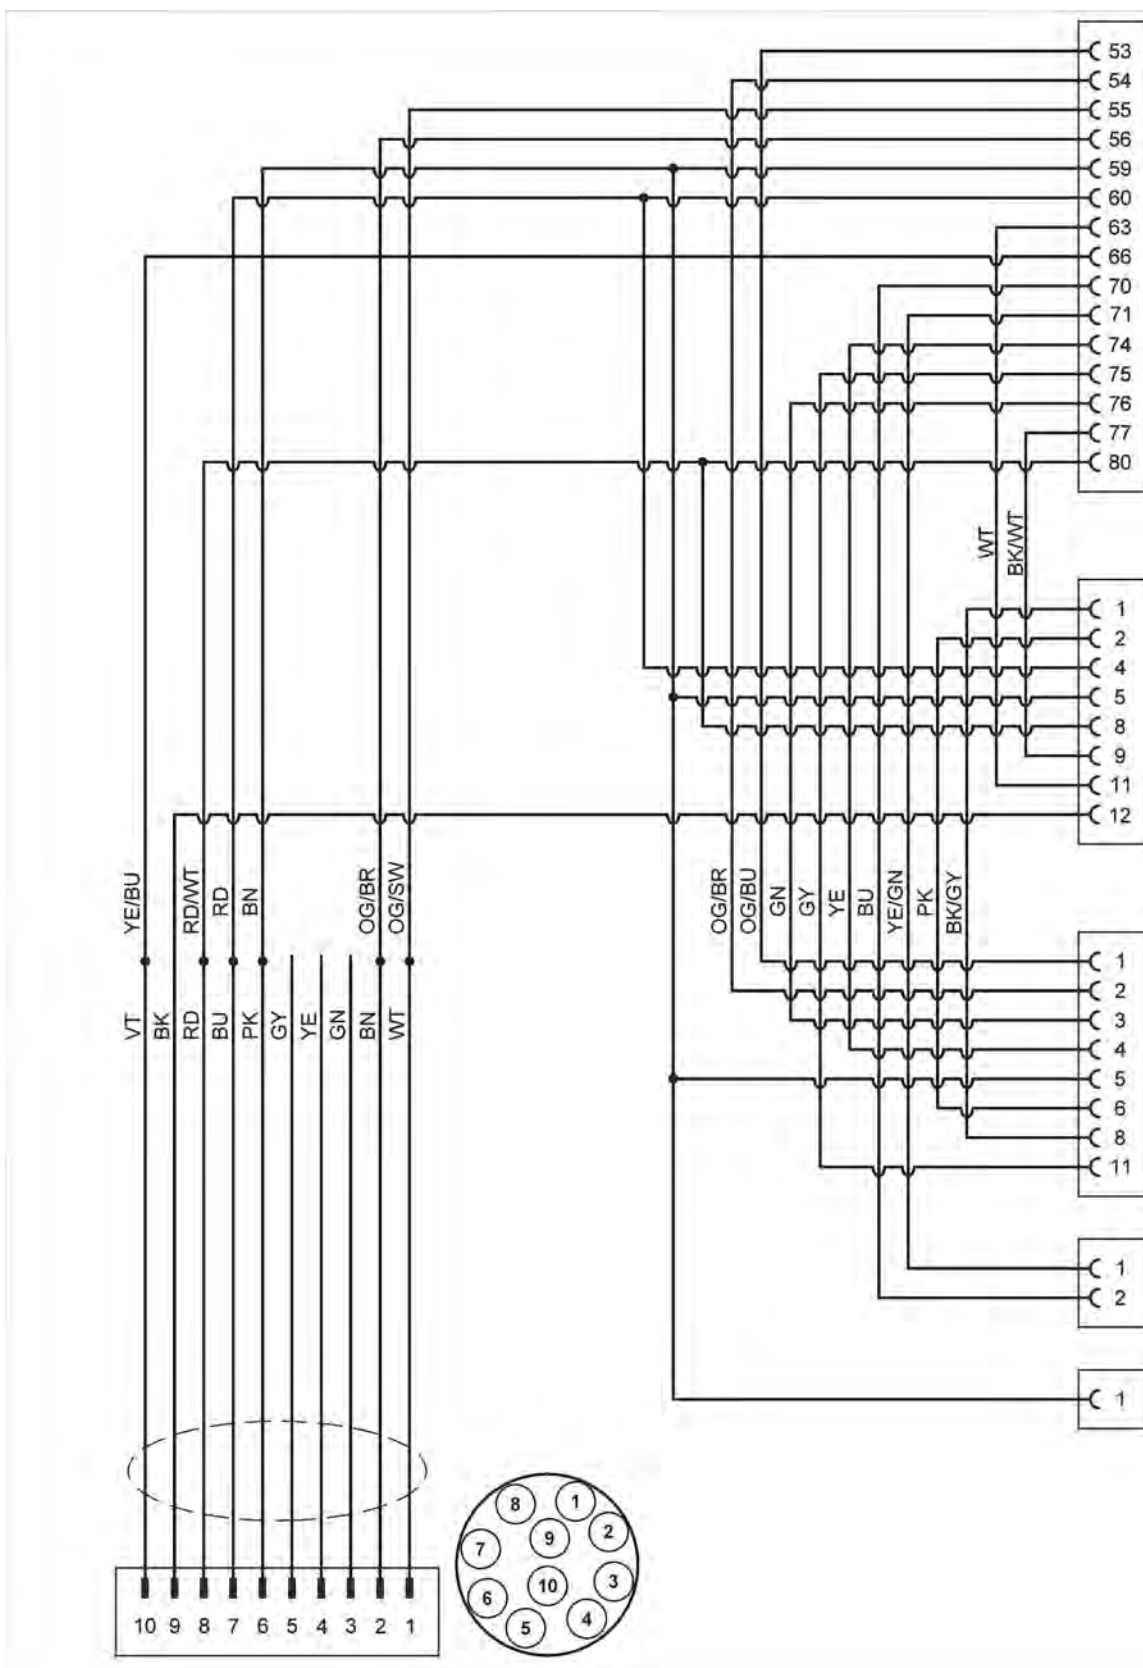 53
54
55
56
59
60
63
66
70
71
74
75
76
77
80
WT
BK/WT
1
2
4
5
8
9
11
12
YE/BU
RD/WT
RD
BN
OG/BR
OG/SW
OG/BR
OG/BU
GN
GY
YE
BU
YE/GN
PK
BK/GY
VT
BK
RD
BU
PK
GY
YE
GN
BN
WT
1
2
3
4
5
6
8
11
1
2
1
10 9 8 7 6 5 4 3 2 1
8 1
9 2
7
10 3
6
5 4